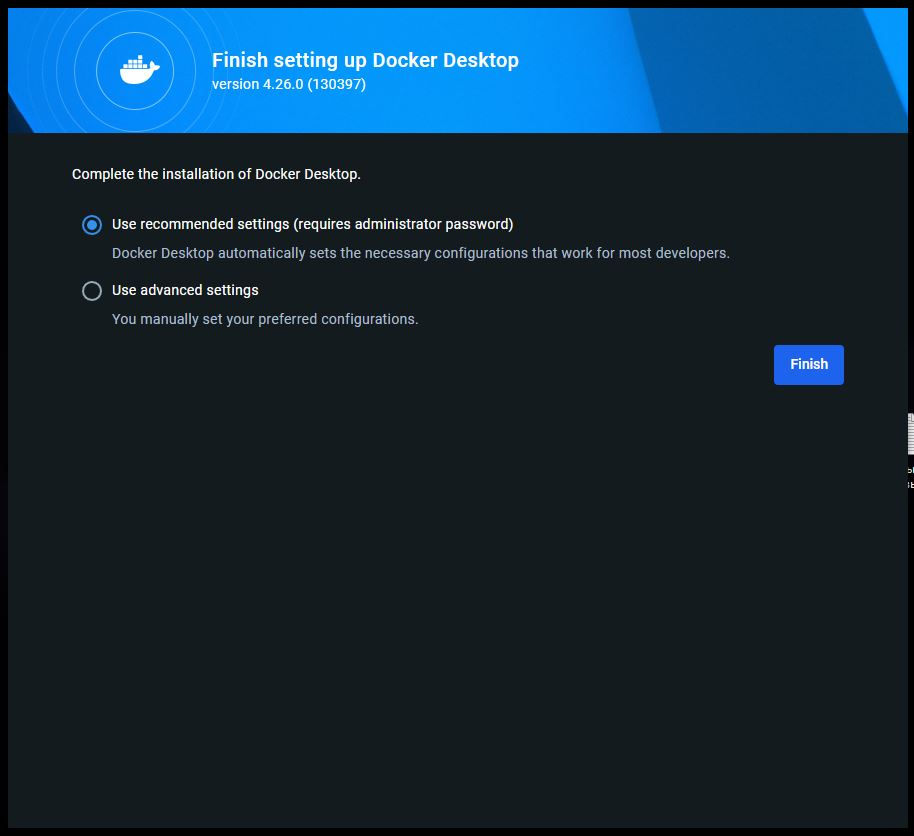 Finish setting up Docker Desktop
version 4.26.0 (130397)
Complete the installation of Docker Desktop.
Use recommended settings (requires administrator password)
Docker Desktop automatically sets the necessary configurations that work for most developers.
Use advanced settings
You manually set your preferred configurations.
Finish